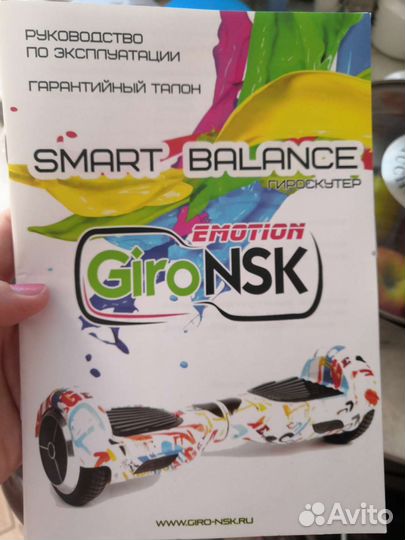 РУКОВОДСТВО
ПО ЭКСПЛУАТАЦИИ
ГАРАНТИЙНЫЙ ТАЛОН
SMART BALANCE
ГИРОСКУТЕР
EMOTION
GiroNSK
WWW.GIRO-NSK.RU
Avito